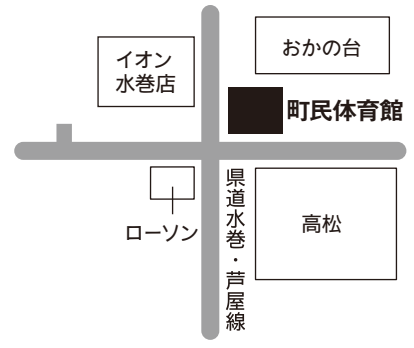 おかの台
イオン
水巻店
町民体育館
ローソン
県道水巻・芦屋線
高松